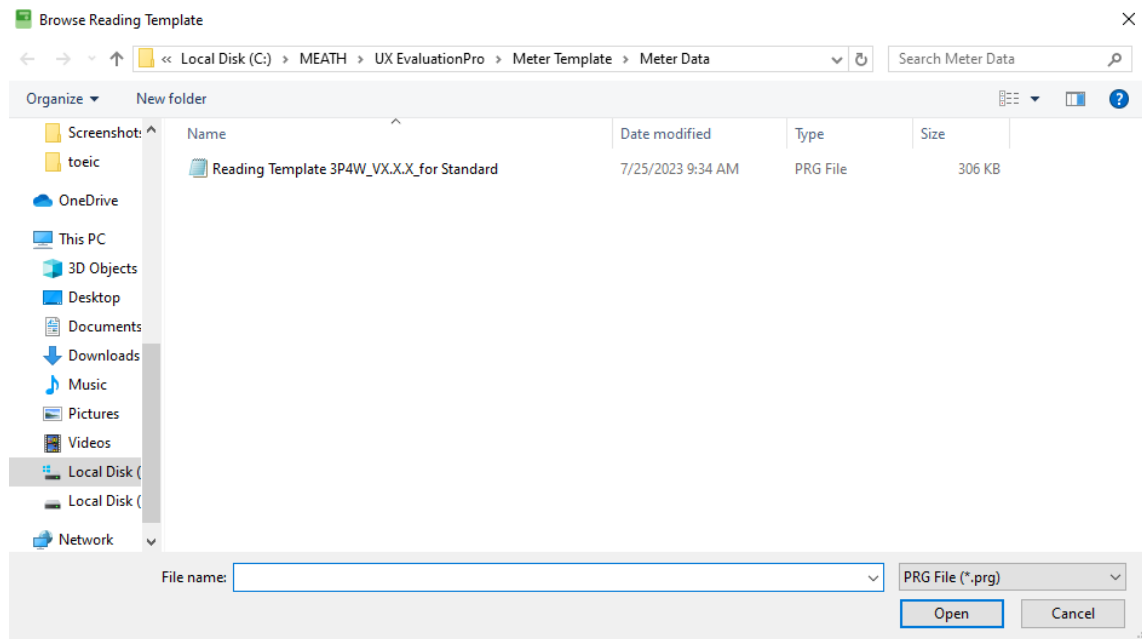 Browse Reading Template
« Local Disk (C:) > MEATH > UX EvaluationPro > Meter Template > Meter Data
Search Meter Data
Organize
New folder
Name
Date modified
Type
Size
Reading Template 3P4W_VX.X.X_for Standard
7/25/2023 9:34 AM
PRG File
306 KB
Screenshot:
toeic
OneDrive
This PC
3D Objects
Desktop
Documents
Downloads
Music
Pictures
Videos
Local Disk (
Local Disk (
Network
File name:
PRG File (*.prg)
Open
Cancel